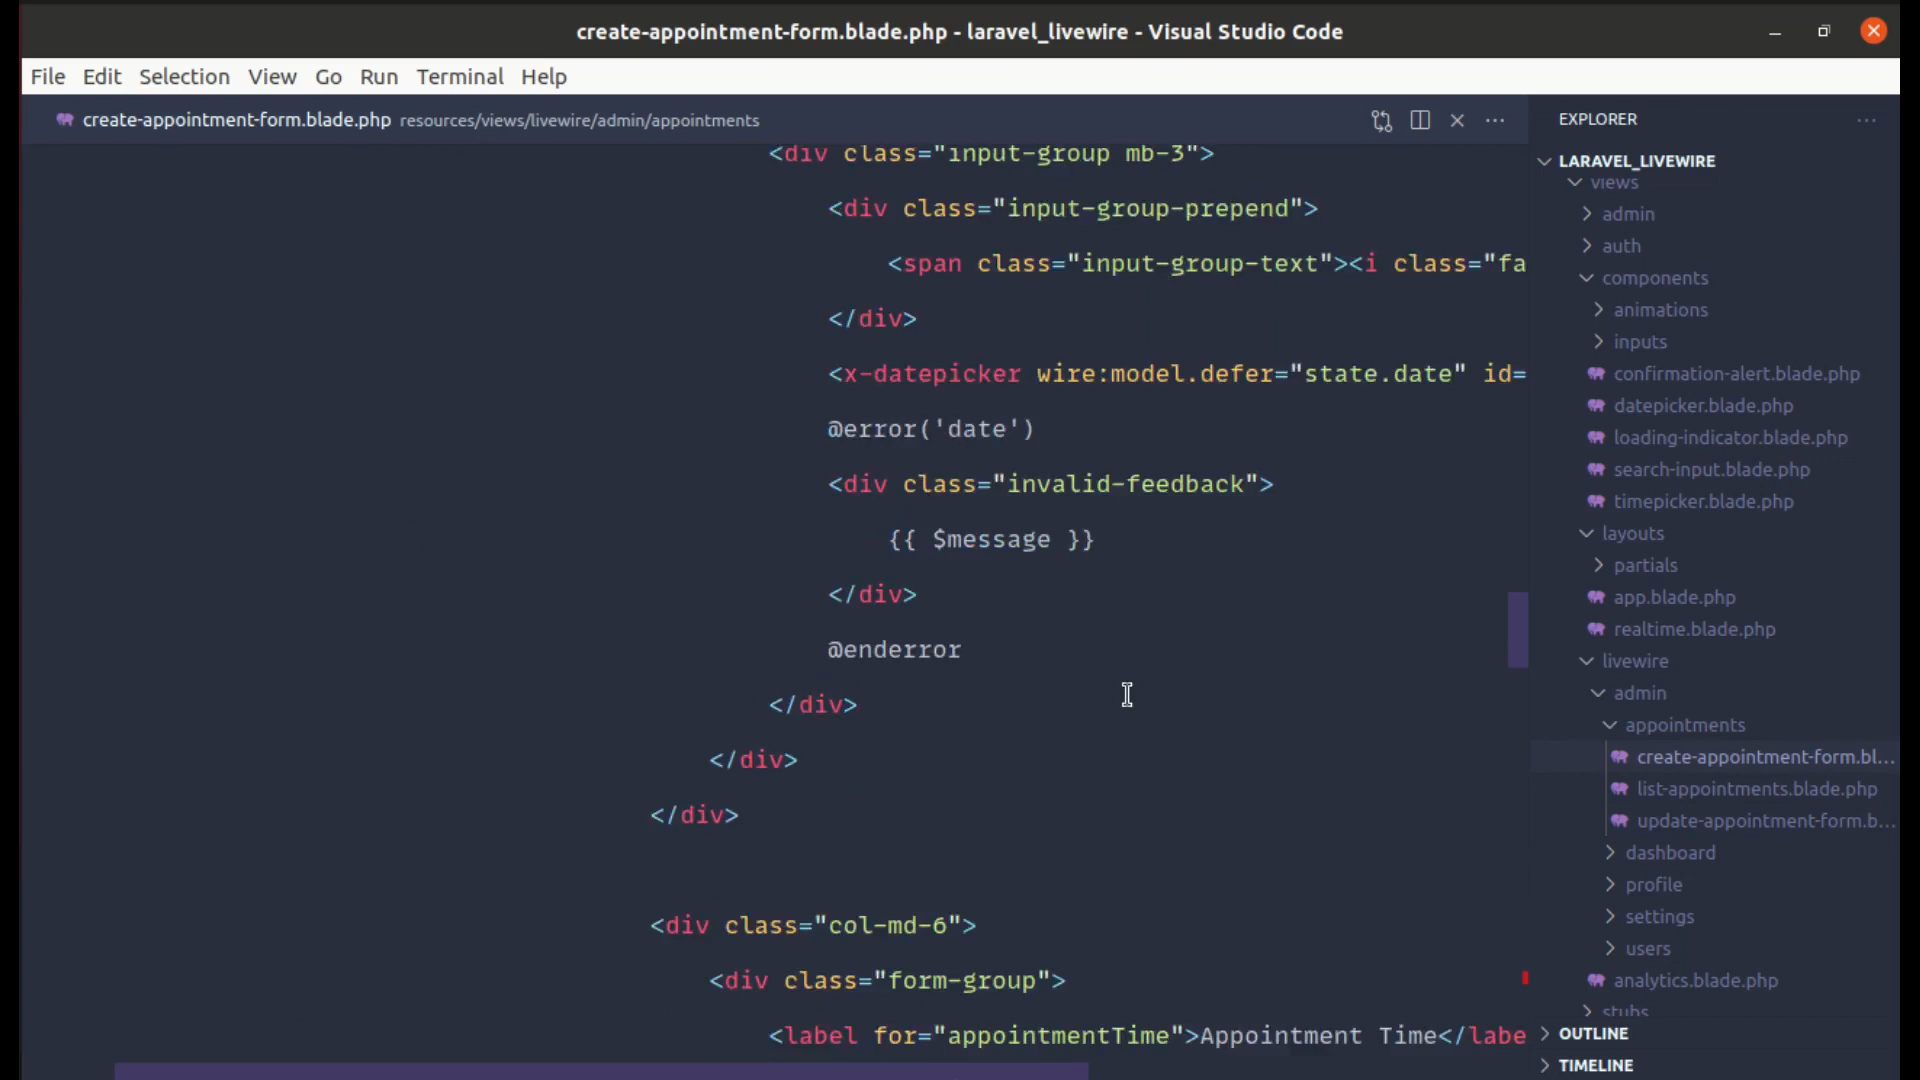 create-appointment-form.blade.php - laravel_livewire - Visual Studio Code
File Edit Selection View Go Run Terminal Help
create-appointment-form.blade.php resources/views/livewire/admin/appointments
<div class="input-group mb-3">
<div class="input-group-prepend">
<span class="input-group-text"><i class="fa
</div>
<x-datepicker wire:model.defer="state.date" id=
@error('date')
<div class="invalid-feedback">
{{ $message }}
</div>
@enderror
</div>
</div>
</div>
<div class="col-md-6">
<div class="form-group">
<label for="appointmentTime">Appointment Time</labe
EXPLORER
LARAVEL_LIVEWIRE
views
admin
auth
components
animations
inputs
confirmation-alert.blade.php
datepicker.blade.php
loading-indicator.blade.php
search-input.blade.php
timepicker.blade.php
layouts
partials
app.blade.php
realtime.blade.php
livewire
admin
appointments
create-appointment-form.bl...
list-appointments.blade.php
update-appointment-form.b...
dashboard
profile
settings
users
analytics.blade.php
stubs
OUTLINE
TIMELINE